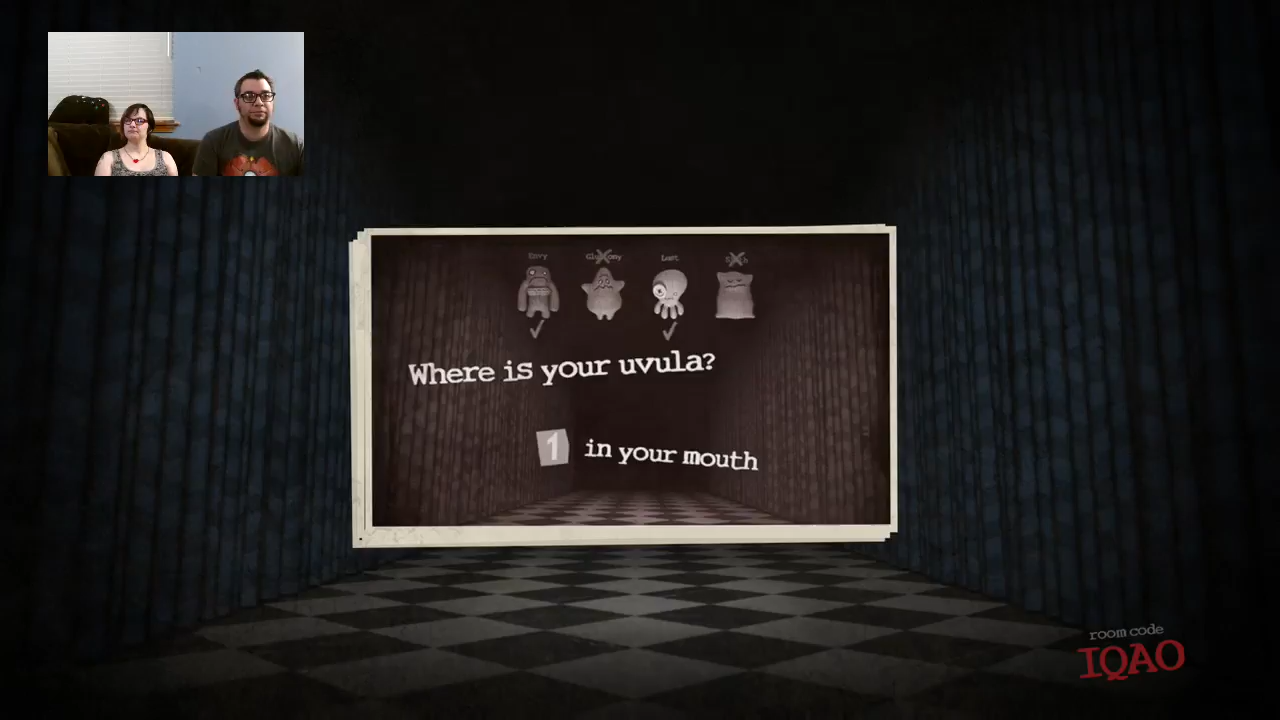 Envy Gluttony Lust
Where is your uvula?
1 in your mouth
room code
IQAO